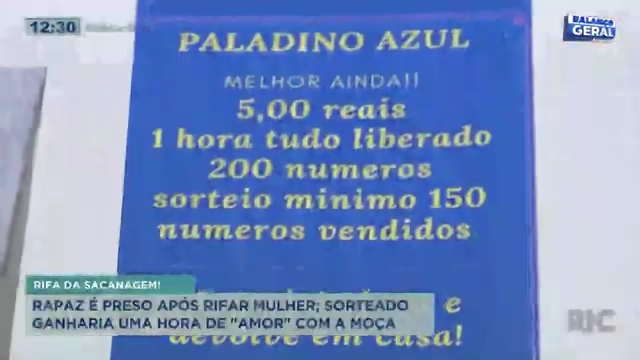 12:30
BALANÇO
GERAL
PALADINO AZUL
MELHOR AINDA!!
5,00 reais
1 hora tudo liberado
200 numeros
sorteio minimo 150
numeros vendidos
RIFA DA SACANAGEM!
RAPAZ É PRESO APÓS RIFAR MULHER; SORTEADO
GANHARIA UMA HORA DE "AMOR" COM A MOÇA
e
devolve em casa!
RIC